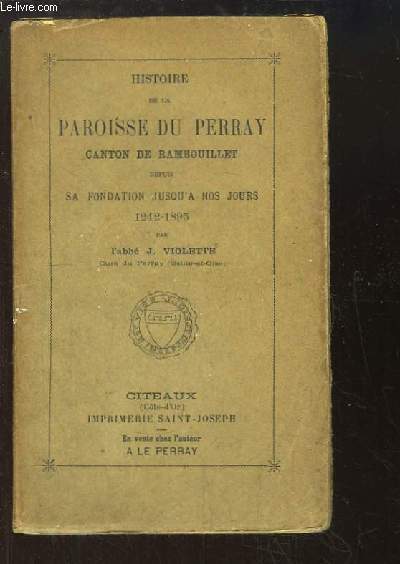 Le-livre.com
HISTOIRE
DE LA
PAROISSE DU PERRAY
CANTON DE RAMBOUILLET
DEPUIS
SA FONDATION JUSQU'A NOS JOURS
1242-1895
PAR
l'abbé J. VIOLETTE
Curé du Perray (Seine-et-Oise)
CITEAUX
(Côte-d'Or)
IMPRIMERIE SAINT-JOSEPH
En vente chez l'auteur
A LE PERRAY